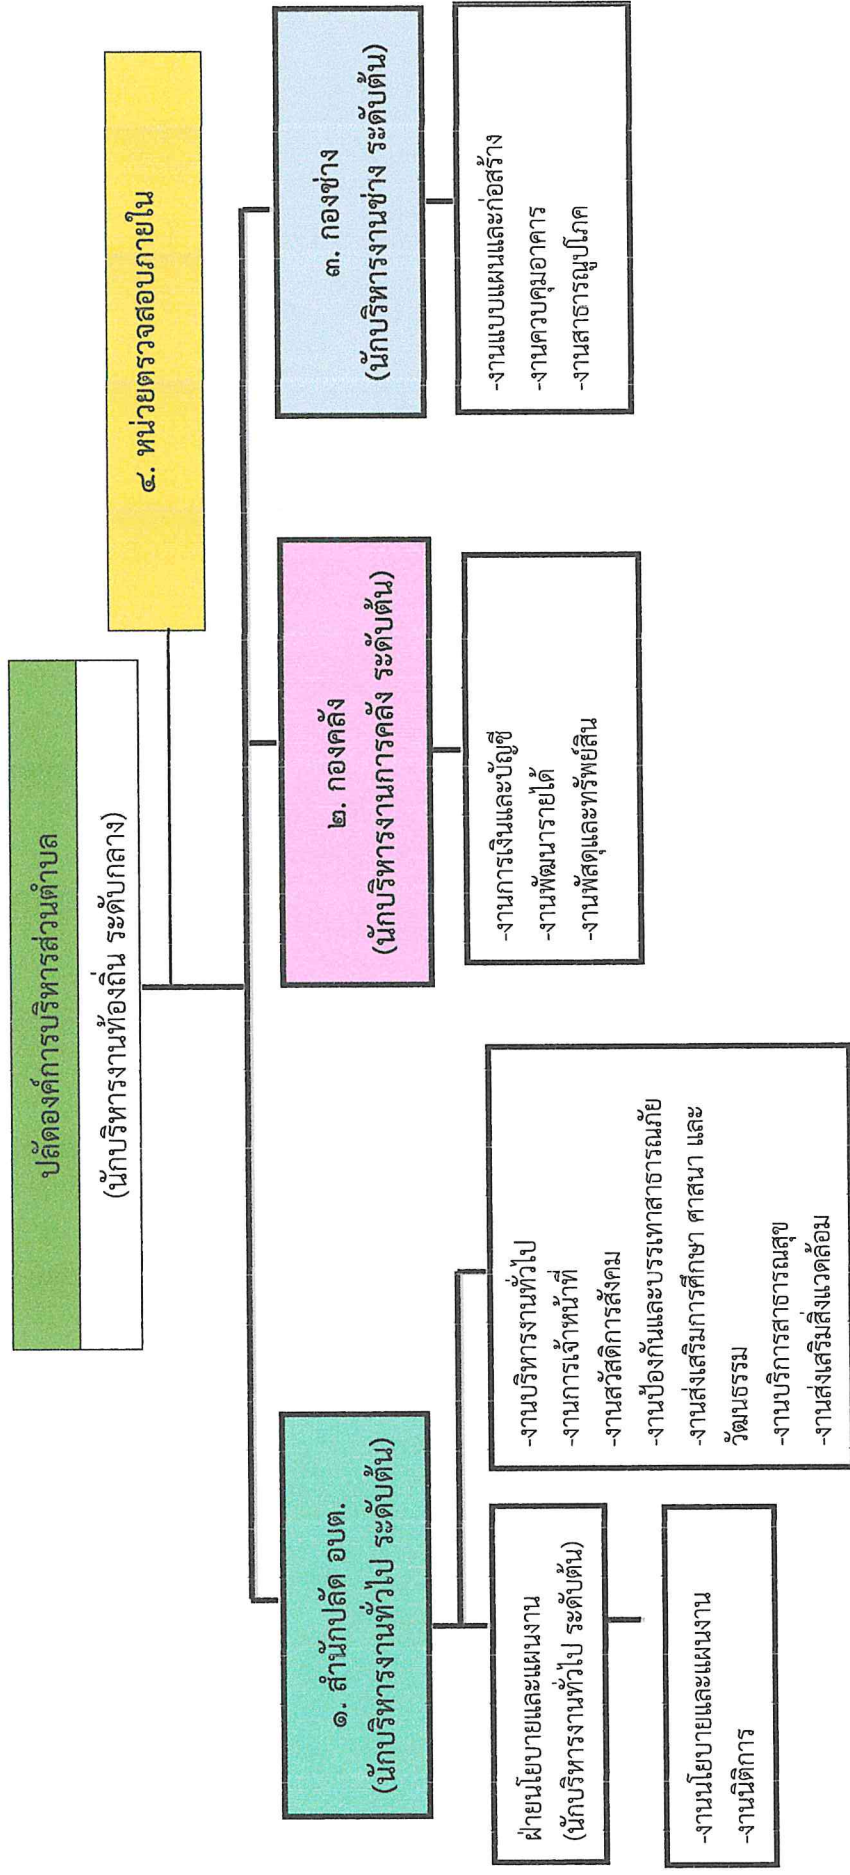 ปลัดองค์การบริหารส่วนตำบล
(นักบริหารงานท้องถิ่น ระดับกลาง)
๔. หน่วยตรวจสอบภายใน
๑. สำนักปลัด อบต.
(นักบริหารงานทั่วไป ระดับต้น)
๒. กองคลัง
(นักบริหารงานการคลัง ระดับต้น)
๓. กองช่าง
(นักบริหารงานช่าง ระดับต้น)
ฝ่ายนโยบายและแผนงาน
(นักบริหารงานทั่วไป ระดับต้น)
-งานนโยบายและแผนงาน
-งานนิติการ
-งานบริหารงานทั่วไป
-งานการเจ้าหน้าที่
-งานสวัสดิการสังคม
-งานป้องกันและบรรเทาสาธารณภัย
-งานส่งเสริมการศึกษา ศาสนา และ
วัฒนธรรม
-งานบริการสาธารณสุข
-งานส่งเสริมสิ่งแวดล้อม
-งานการเงินและบัญชี
-งานพัฒนารายได้
-งานพัสดุและทรัพย์สิน
-งานแบบแผนและก่อสร้าง
-งานควบคุมอาคาร
-งานสาธารณูปโภค